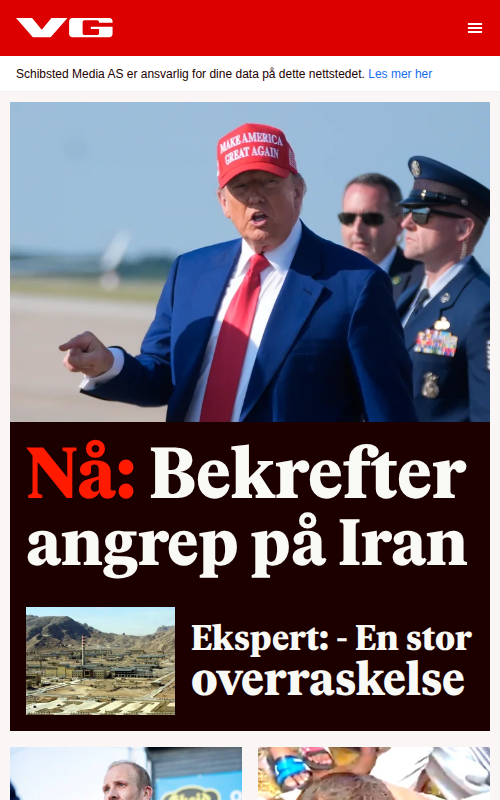 VG
Schibsted Media AS er ansvarlig for dine data på dette nettstedet. Les mer her
MAKE AMERICA
GREAT AGAIN
Nå: Bekrefter
angrep på Iran
Ekspert: - En stor
overraskelse